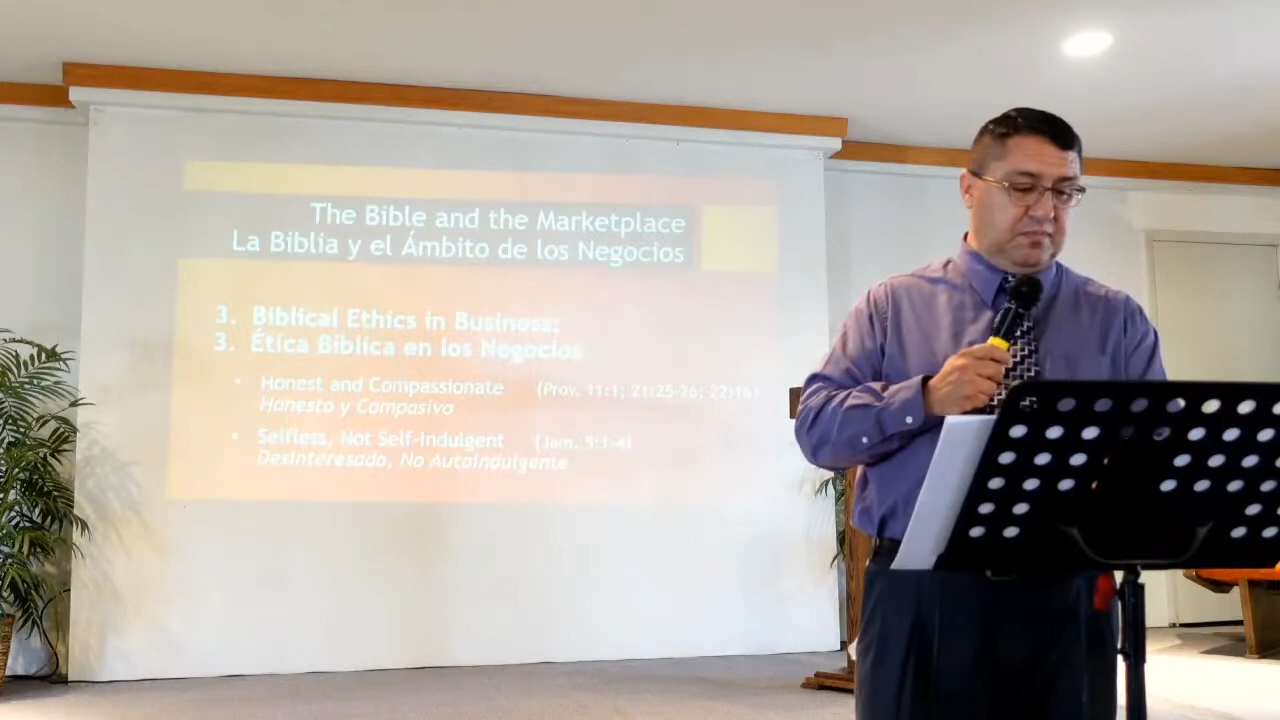 The Bible and the Marketplace
La Biblia y el Ámbito de los Negocios
3. Biblical Ethics in Business:
3. Ética Bíblica en los Negocios
• Honest and Compassionate (Prov. 11:1; 21:25-26; 22:16)
Honesto y Compasivo
• Selfless, Not Self-Indulgent (Jam. 5:1-4)
Desinteresado, No Autoindulgente